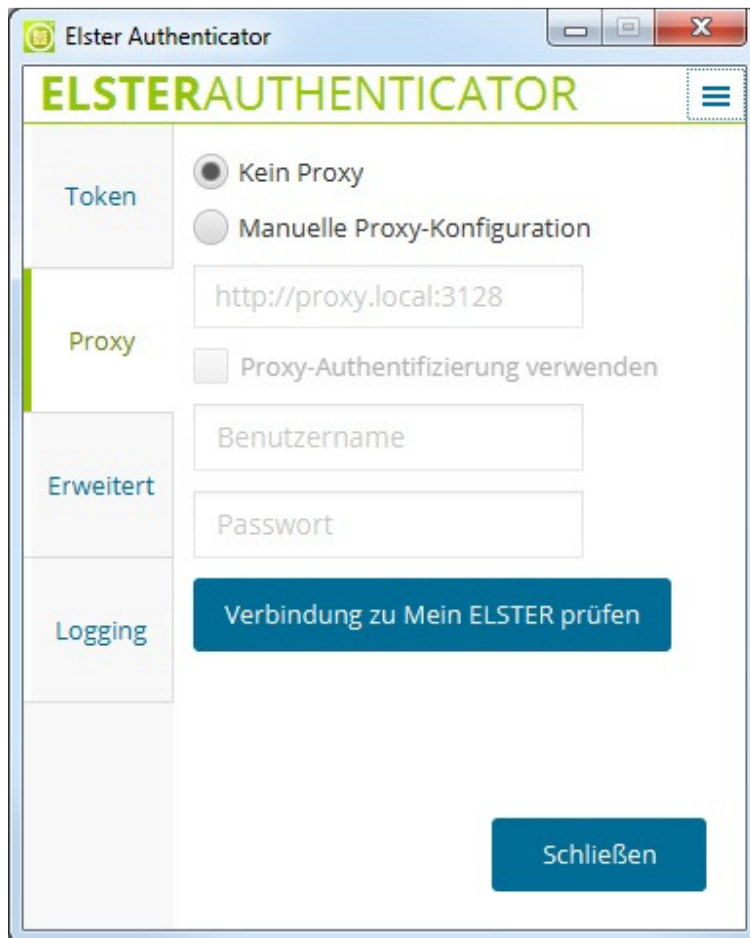 Elster Authenticator
ELSTERAUTHENTICATOR
Token
Proxy
Erweitert
Logging
Kein Proxy
Manuelle Proxy-Konfiguration
http://proxy.local:3128
Proxy-Authentifizierung verwenden
Benutzername
Passwort
Verbindung zu Mein ELSTER prüfen
Schließen